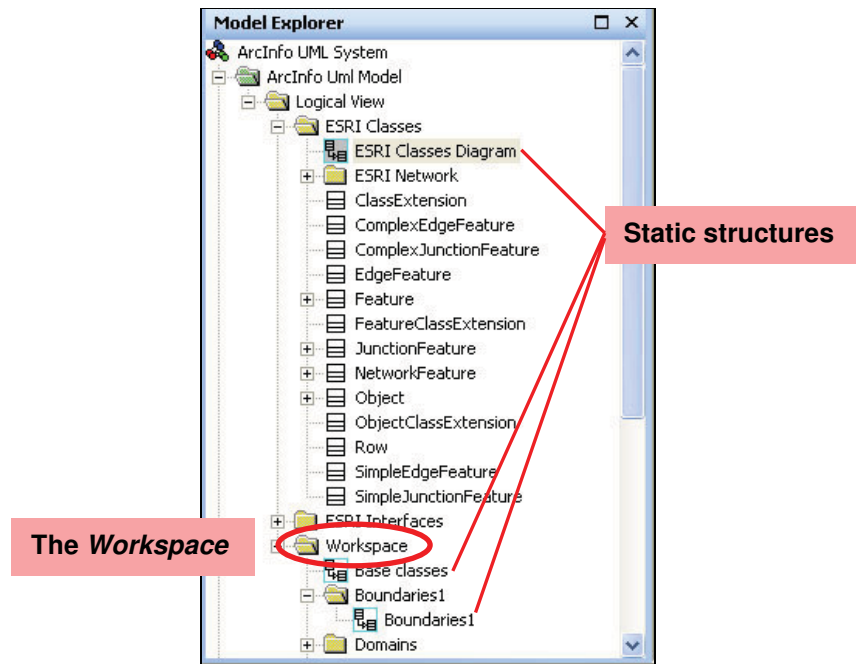 Model Explorer
ArcInfo UML System
ArcInfo Uml Model
Logical View
ESRI Classes
ESRI Classes Diagram
ESRI Network
ClassExtension
ComplexEdgeFeature
Static structures
ComplexJunctionFeature
EdgeFeature
Feature
FeatureClassExtension
JunctionFeature
NetworkFeature
Object
ObjectClassExtension
Row
SimpleEdgeFeature
SimpleJunctionFeature
ESRI Interfaces
The Workspace
Workspace
Base classes
Boundaries1
Boundaries1
Domains